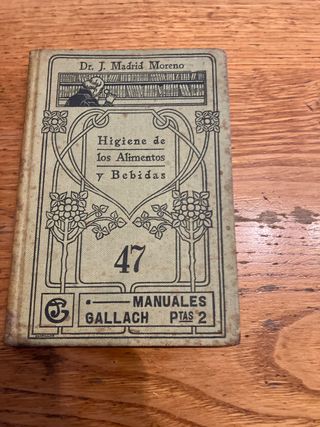 Dr. J. Madrid Moreno
Higiene de
los Alimentos
y Bebidas
47
MANUALES
GALLACH PTAS 2